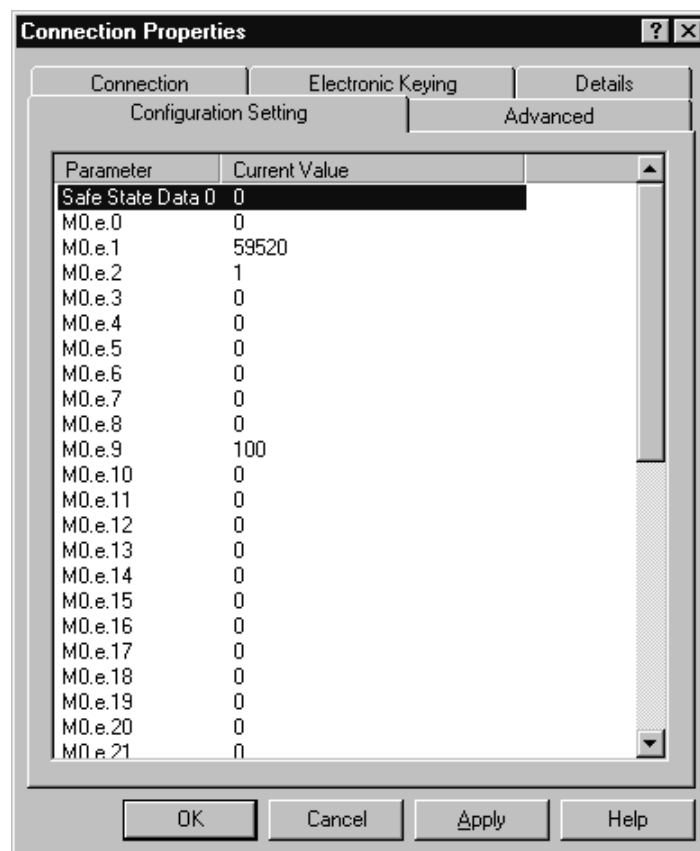 Connection Properties
Connection Electronic Keying Details
Configuration Setting Advanced
Parameter Current Value
Safe State Data 0 0
M0.e.0 0
M0.e.1 59520
M0.e.2 1
M0.e.3 0
M0.e.4 0
M0.e.5 0
M0.e.6 0
M0.e.7 0
M0.e.8 0
M0.e.9 100
M0.e.10 0
M0.e.11 0
M0.e.12 0
M0.e.13 0
M0.e.14 0
M0.e.15 0
M0.e.16 0
M0.e.17 0
M0.e.18 0
M0.e.19 0
M0.e.20 0
M0.e.21 0
OK Cancel Apply Help